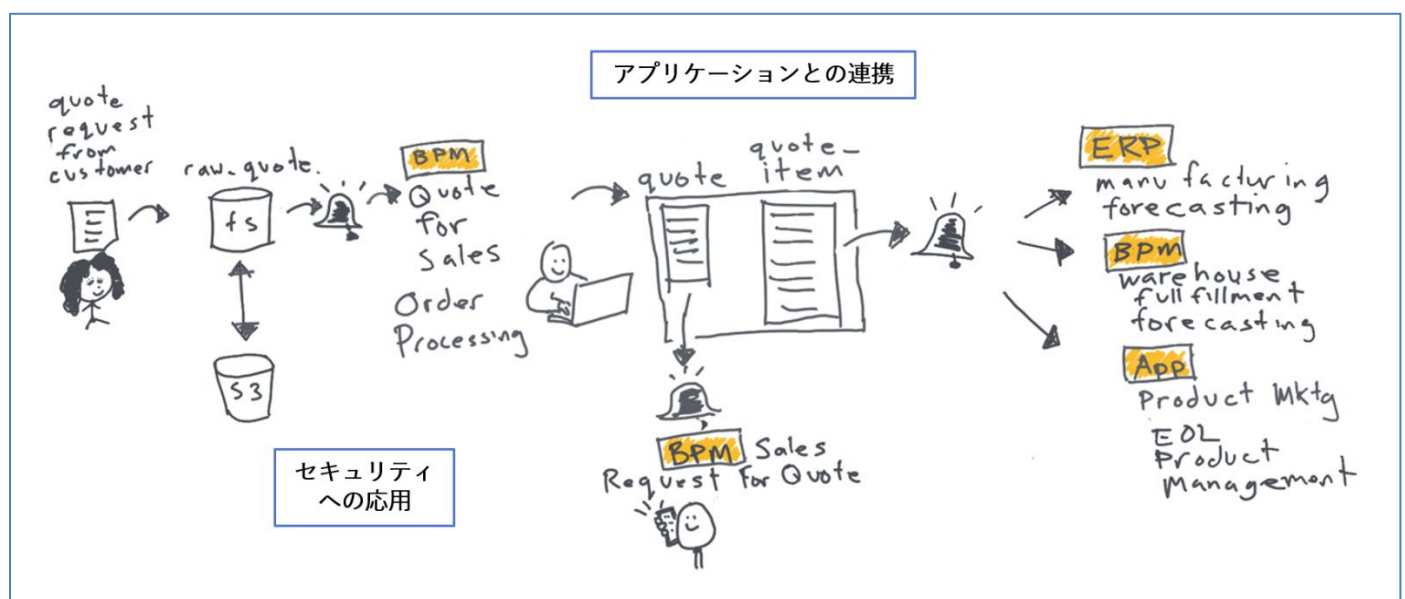 アプリケーションとの連携
quote
request
from
customer
raw_quote.
fs
S3
BPM
Quote
for
Sales
Order
Processing
quote
quote_
item
BPM Sales
Request For Quote
ERP
manufacturing
forecasting
BPM
warehouse
fullfillment
forecasting
App
Product Mktg
EOL
Product
Management
セキュリティ
への応用